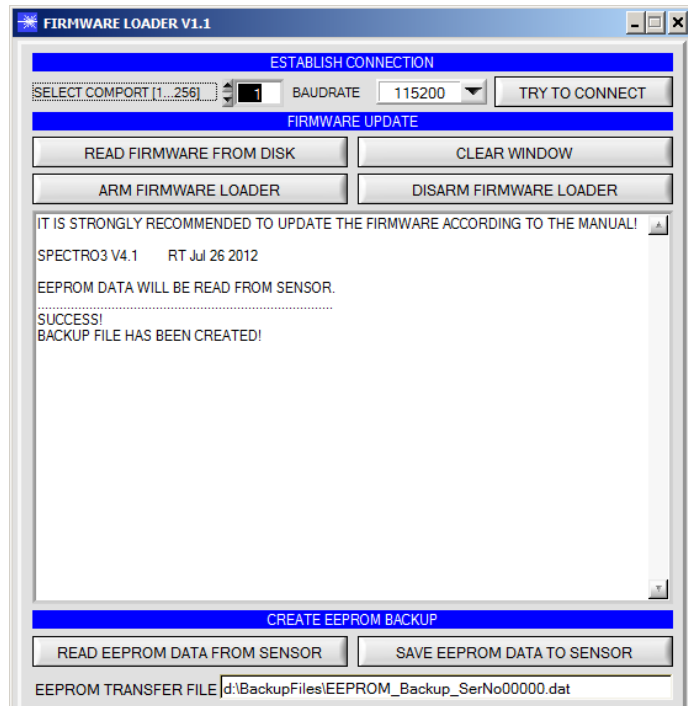 FIRMWARE LOADER V1.1
ESTABLISH CONNECTION
SELECT COMPORT [1...256] 1 BAUDRATE 115200 TRY TO CONNECT
FIRMWARE UPDATE
READ FIRMWARE FROM DISK CLEAR WINDOW
ARM FIRMWARE LOADER DISARM FIRMWARE LOADER
IT IS STRONGLY RECOMMENDED TO UPDATE THE FIRMWARE ACCORDING TO THE MANUAL!
SPECTRO3 V4.1 RT Jul 26 2012
EEPROM DATA WILL BE READ FROM SENSOR.
................................................................................
SUCCESS!
BACKUP FILE HAS BEEN CREATED!
CREATE EEPROM BACKUP
READ EEPROM DATA FROM SENSOR SAVE EEPROM DATA TO SENSOR
EEPROM TRANSFER FILE d:\BackupFiles\EEPROM_Backup_SerNo00000.dat